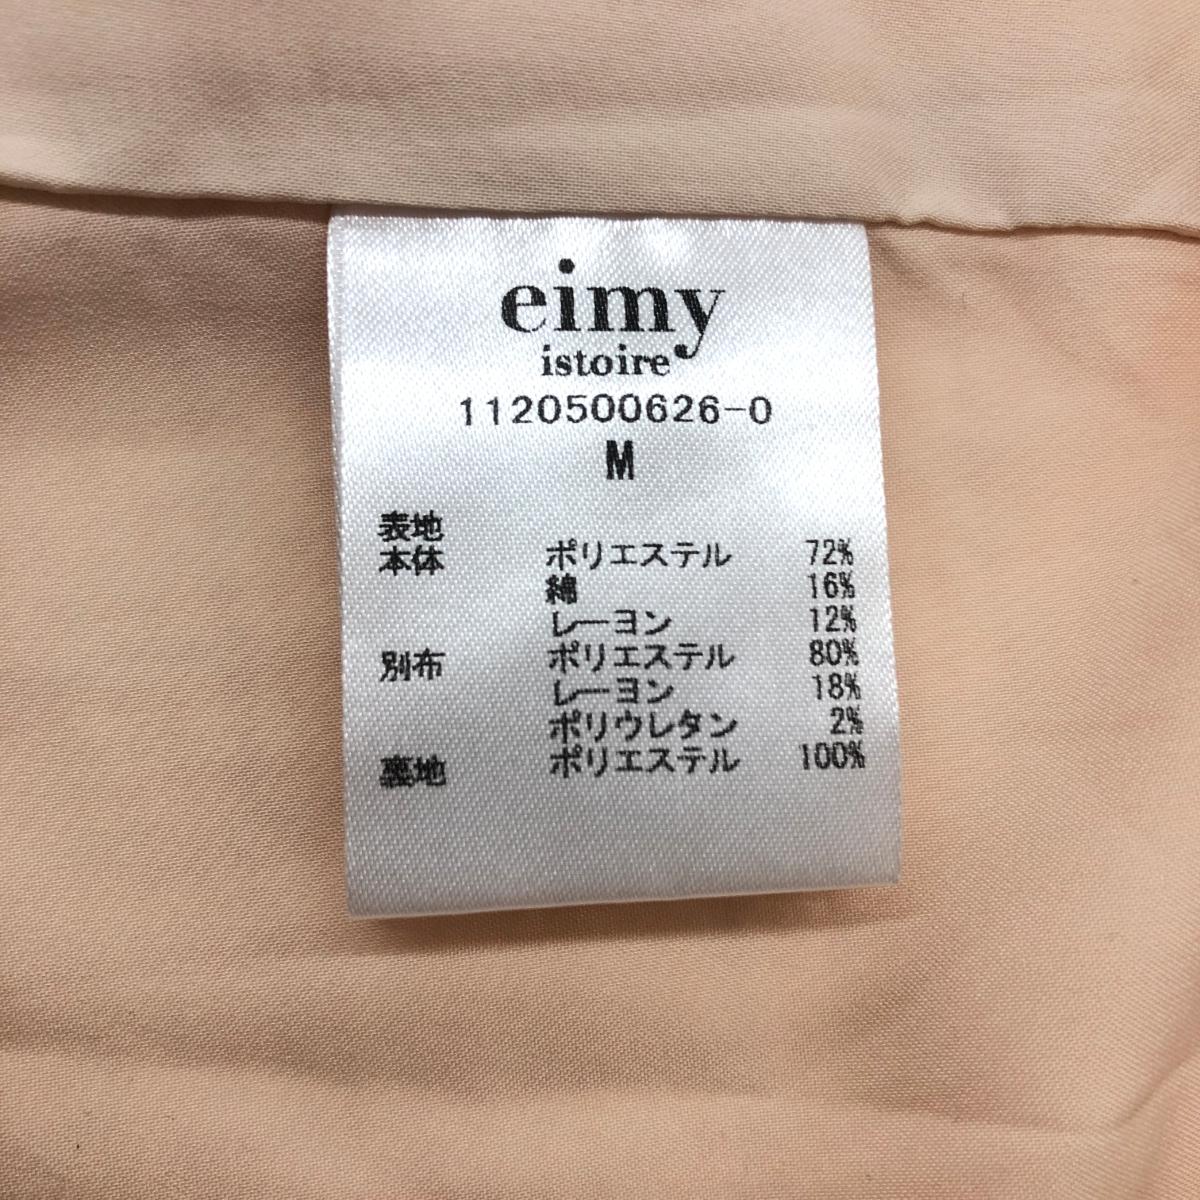 eimy
istoire
1120500626-0
M
表地
本体 ポリエステル 72%
綿 16%
レーヨン 12%
別布 ポリエステル 80%
レーヨン 18%
ポリウレタン 2%
裏地 ポリエステル 100%